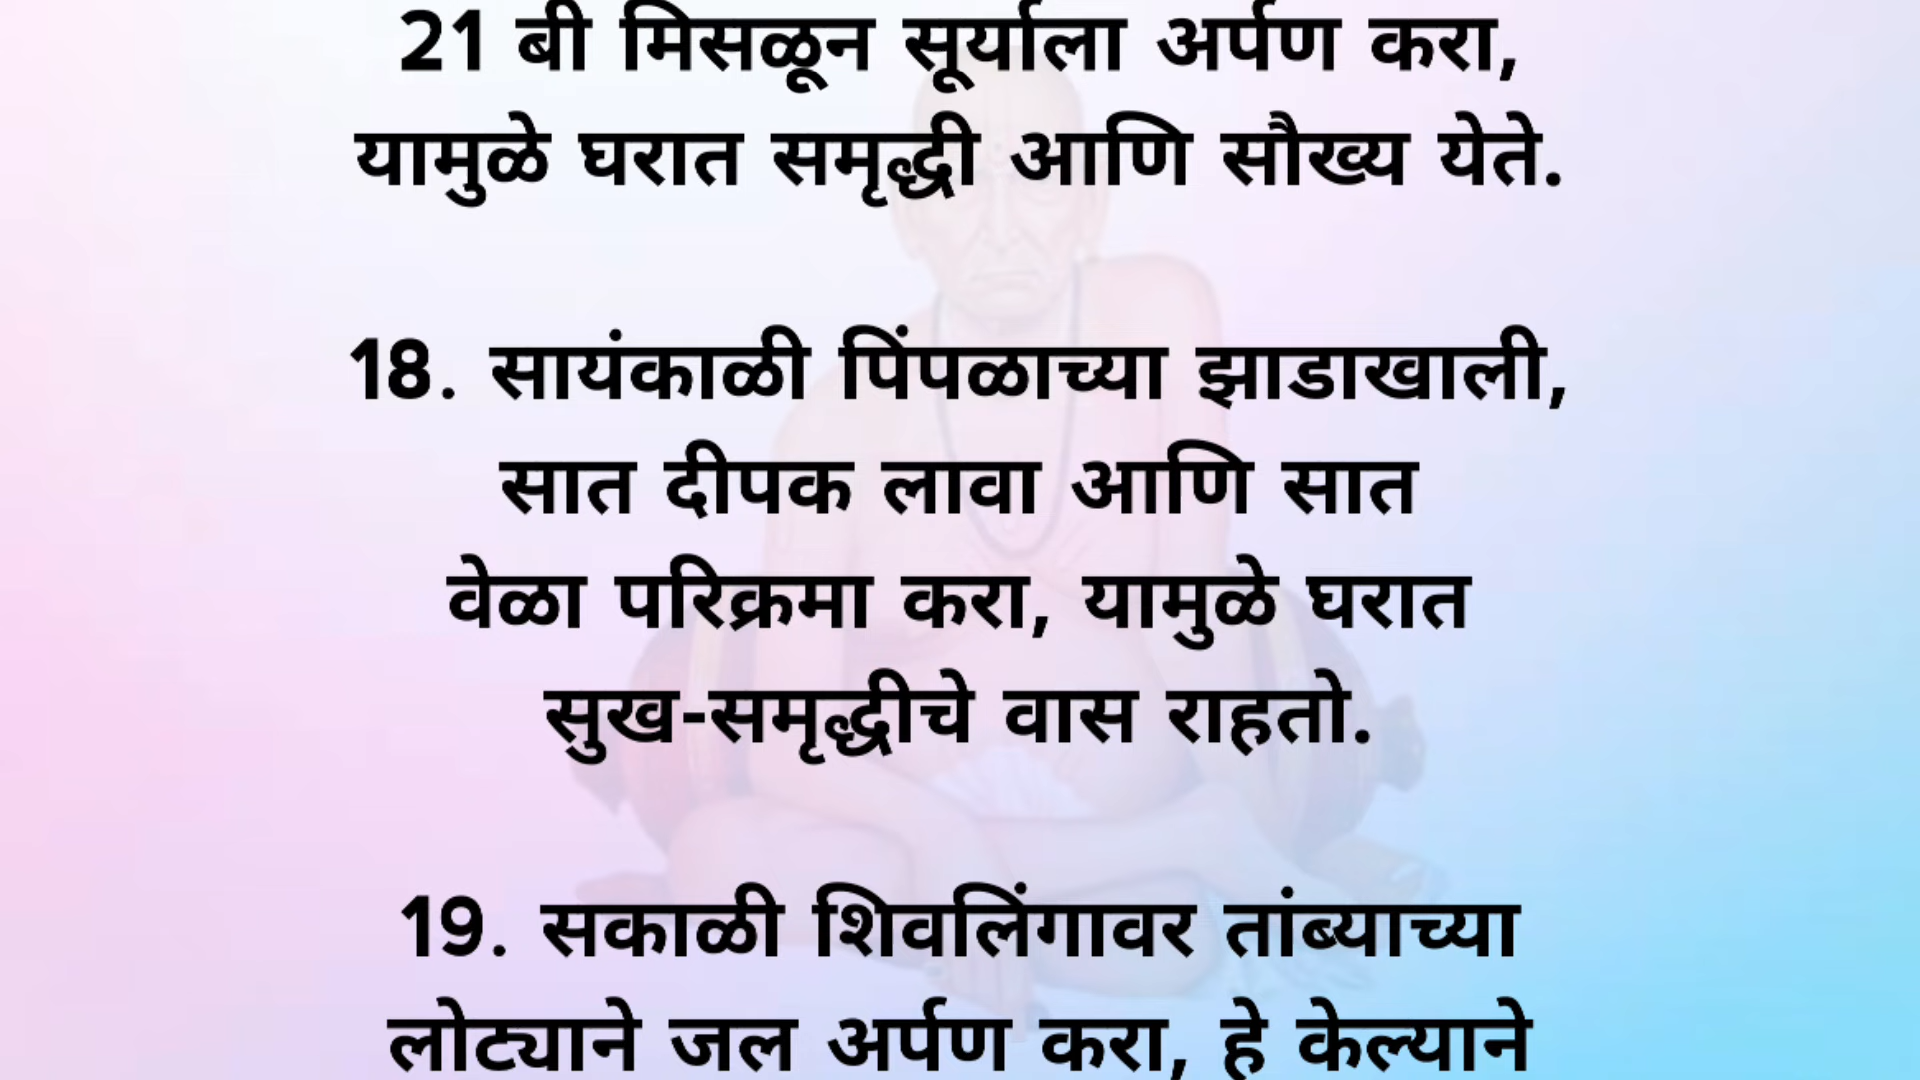 21 बी मिसळून सूर्याला अर्पण करा,
यामुळे घरात समृद्धी आणि सौख्य येते.
18. सायंकाळी पिंपळाच्या झाडाखाली,
सात दीपक लावा आणि सात
वेळा परिक्रमा करा, यामुळे घरात
सुख-समृद्धीचे वास राहतो.
19. सकाळी शिवलिंगावर तांब्याच्या
लोट्याने जल अर्पण करा, हे केल्याने